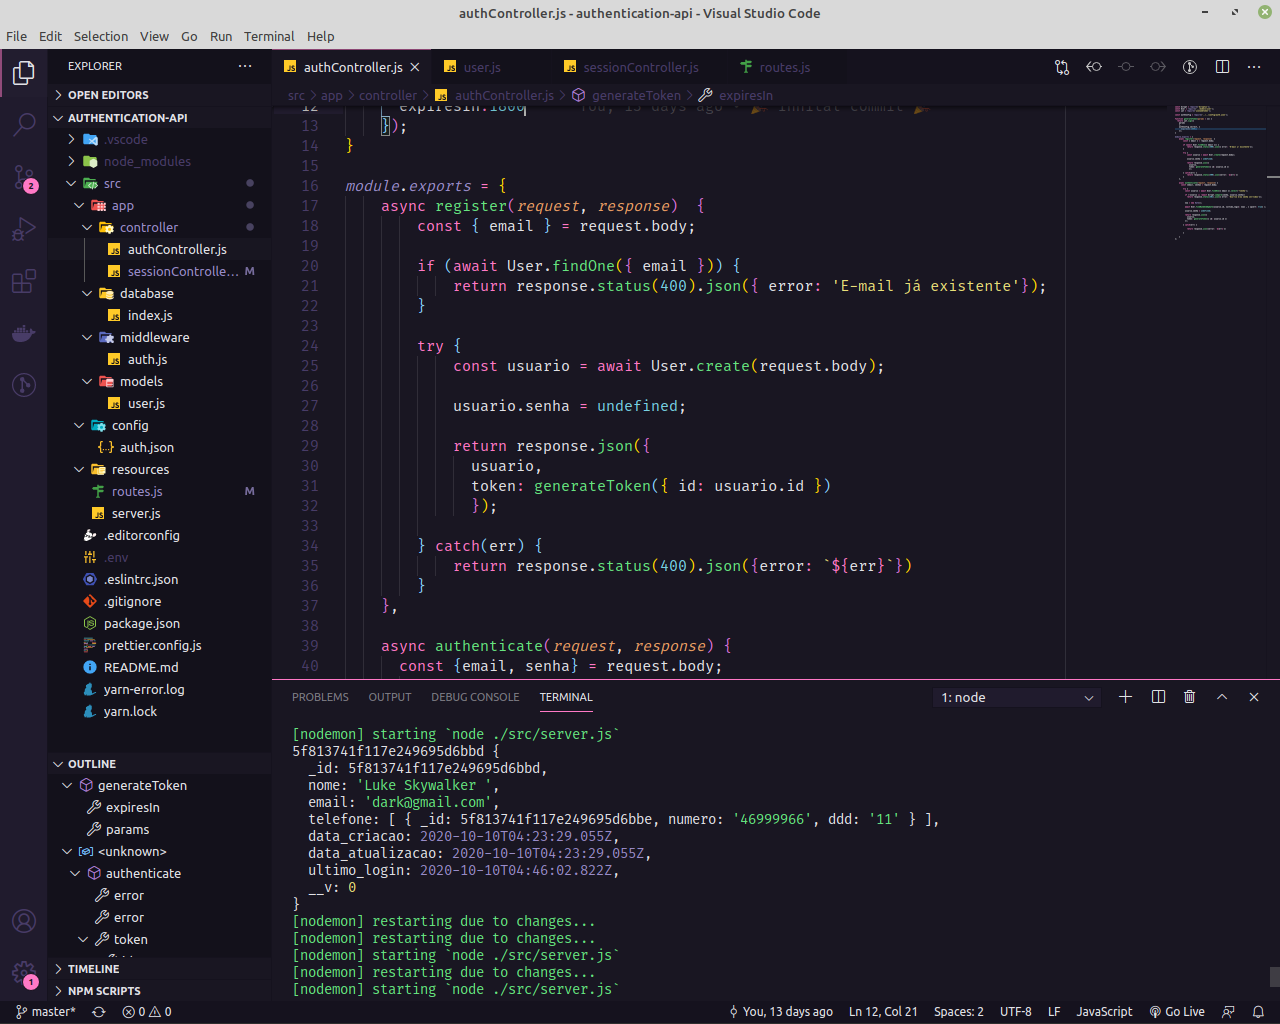 authController.js - authentication-api - Visual Studio Code
File Edit Selection View Go Run Terminal Help
EXPLORER ...
OPEN EDITORS
AUTHENTICATION-API
.vscode
node_modules
src
app
controller
authController.js
sessionControlle... M
database
index.js
middleware
auth.js
models
user.js
config
auth.json
resources
routes.js M
server.js
.editorconfig
.env
.eslintrc.json
.gitignore
package.json
prettier.config.js
README.md
yarn-error.log
yarn.lock
OUTLINE
generateToken
expiresIn
params
<unknown>
authenticate
error
error
token
TIMELINE
NPM SCRIPTS
2
1
authController.js user.js sessionController.js routes.js
src > app > controller > authController.js > generateToken > expiresIn
12 expiresIn:1800 You, 13 days ago • 🎉 Initial commit 🎉
13 });
14 }
15
16 module.exports = {
17 async register(request, response) {
18 const { email } = request.body;
19
20 if (await User.findOne({ email })) {
21 return response.status(400).json({ error: 'E-mail já existente'});
22 }
23
24 try {
25 const usuario = await User.create(request.body);
26
27 usuario.senha = undefined;
28
29 return response.json({
30 usuario,
31 token: generateToken({ id: usuario.id })
32 });
33
34 } catch(err) {
35 return response.status(400).json({error: `${err}`})
36 }
37 },
38
39 async authenticate(request, response) {
40 const {email, senha} = request.body;
PROBLEMS OUTPUT DEBUG CONSOLE TERMINAL 1: node
[nodemon] starting `node ./src/server.js`
5f813741f117e249695d6bbd {
_id: 5f813741f117e249695d6bbd,
nome: 'Luke Skywalker ',
email: 'dark@gmail.com',
telefone: [ { _id: 5f813741f117e249695d6bbe, numero: '46999966', ddd: '11' } ],
data_criacao: 2020-10-10T04:23:29.055Z,
data_atualizacao: 2020-10-10T04:23:29.055Z,
ultimo_login: 2020-10-10T04:46:02.822Z,
__v: 0
}
[nodemon] restarting due to changes...
[nodemon] restarting due to changes...
[nodemon] starting `node ./src/server.js`
[nodemon] restarting due to changes...
[nodemon] starting `node ./src/server.js`
master* 0 0 You, 13 days ago Ln 12, Col 21 Spaces: 2 UTF-8 LF JavaScript Go Live